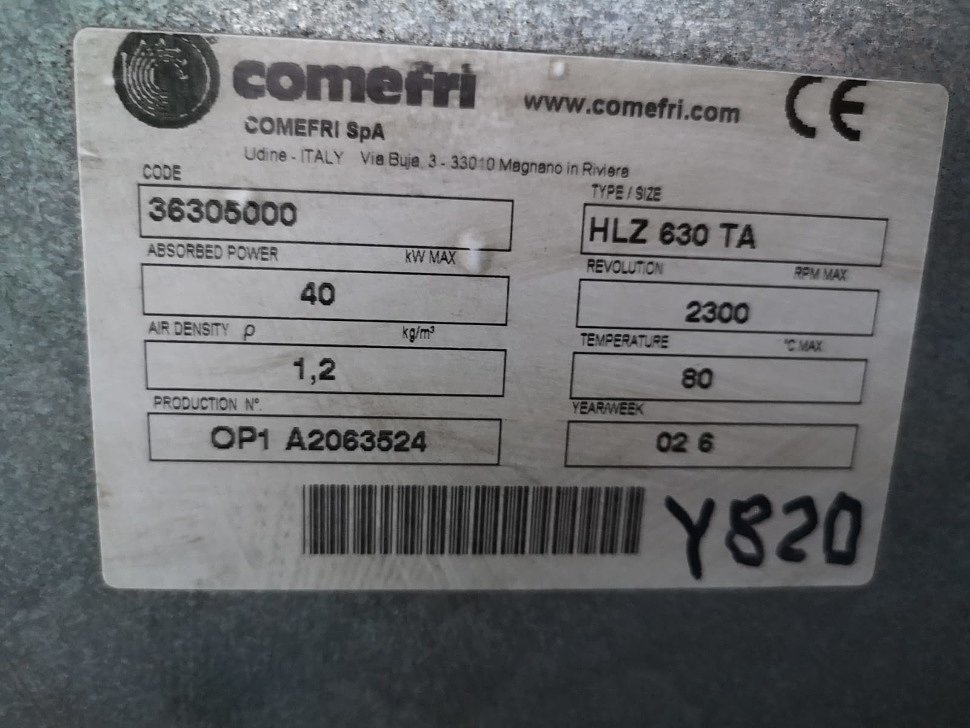 comefri
www.comefri.com
CE
COMEFRI SpA
Udine - ITALY Via Buja, 3 - 33010 Magnano in Riviera
CODE
36305000
TYPE / SIZE
HLZ 630 TA
ABSORBED POWER kW MAX
40
REVOLUTION RPM MAX
2300
AIR DENSITY ρ kg/m³
1,2
TEMPERATURE °C MAX
80
PRODUCTION N°.
OP1 A2063524
YEAR/WEEK
02 6
Y820